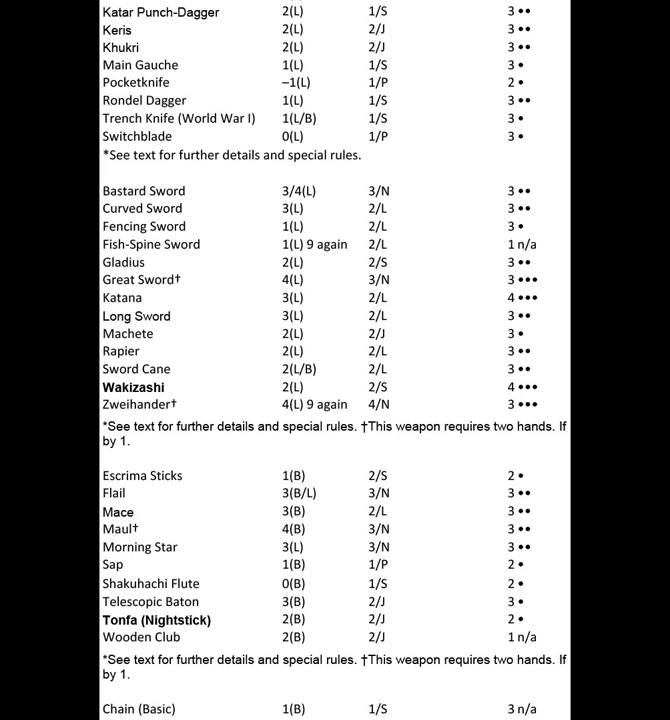 Katar Punch-Dagger 2(L) 1/S 3 ••
Keris 2(L) 2/J 3 ••
Khukri 2(L) 2/J 3 ••
Main Gauche 1(L) 1/S 3 •
Pocketknife –1(L) 1/P 2 •
Rondel Dagger 1(L) 1/S 3 ••
Trench Knife (World War I) 1(L/B) 1/S 3 •
Switchblade 0(L) 1/P 3 •
*See text for further details and special rules.
Bastard Sword 3/4(L) 3/N 3 ••
Curved Sword 3(L) 2/L 3 ••
Fencing Sword 1(L) 2/L 3 •
Fish-Spine Sword 1(L) 9 again 2/L 1 n/a
Gladius 2(L) 2/S 3 ••
Great Sword† 4(L) 3/N 3 •••
Katana 3(L) 2/L 4 •••
Long Sword 3(L) 2/L 3 ••
Machete 2(L) 2/J 3 •
Rapier 2(L) 2/L 3 ••
Sword Cane 2(L/B) 2/L 3 ••
Wakizashi 2(L) 2/S 4 •••
Zweihander† 4(L) 9 again 4/N 3 •••
*See text for further details and special rules. †This weapon requires two hands. If
by 1.
Escrima Sticks 1(B) 2/S 2 •
Flail 3(B/L) 3/N 3 ••
Mace 3(B) 2/L 3 ••
Maul† 4(B) 3/N 3 ••
Morning Star 3(L) 3/N 3 ••
Sap 1(B) 1/P 2 •
Shakuhachi Flute 0(B) 1/S 2 •
Telescopic Baton 3(B) 2/J 3 •
Tonfa (Nightstick) 2(B) 2/J 2 •
Wooden Club 2(B) 2/J 1 n/a
*See text for further details and special rules. †This weapon requires two hands. If
by 1.
Chain (Basic) 1(B) 1/S 3 n/a